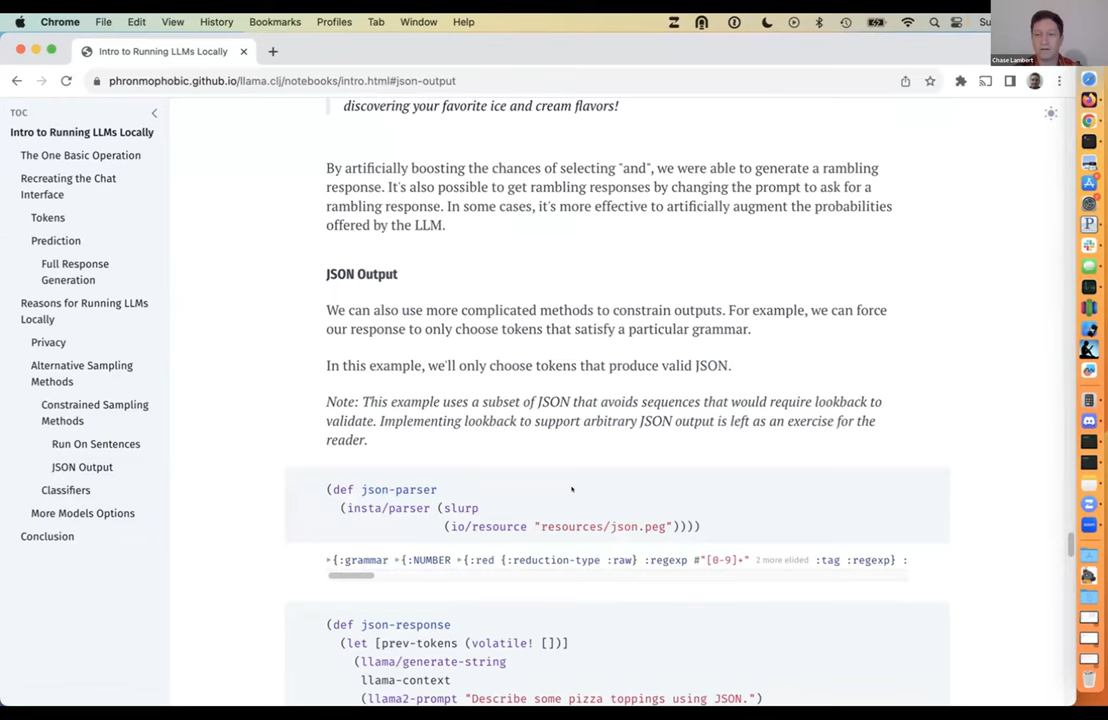 Chrome File Edit View History Bookmarks Profiles Tab Window Help
Su
Chase Lambert
Intro to Running LLMs Locally
phronmophobic.github.io/llama.clj/notebooks/intro.html#json-output
TOC
Intro to Running LLMs Locally
The One Basic Operation
Recreating the Chat
Interface
Tokens
Prediction
Full Response
Generation
Reasons for Running LLMs
Locally
Privacy
Alternative Sampling
Methods
Constrained Sampling
Methods
Run On Sentences
JSON Output
Classifiers
More Models Options
Conclusion
discovering your favorite ice and cream flavors!
By artificially boosting the chances of selecting "and", we were able to generate a rambling
response. It's also possible to get rambling responses by changing the prompt to ask for a
rambling response. In some cases, it's more effective to artificially augment the probabilities
offered by the LLM.
JSON Output
We can also use more complicated methods to constrain outputs. For example, we can force
our response to only choose tokens that satisfy a particular grammar.
In this example, we'll only choose tokens that produce valid JSON.
Note: This example uses a subset of JSON that avoids sequences that would require lookback to
validate. Implementing lookback to support arbitrary JSON output is left as an exercise for the
reader.
(def json-parser
(insta/parser (slurp
(io/resource "resources/json.peg"))))
{:grammar {:NUMBER {:red {:reduction-type :raw} :regexp #"[0-9]+" 2 more elided :tag :regexp} :
(def json-response
(let [prev-tokens (volatile! [])]
(llama/generate-string
llama-context
(llama2-prompt "Describe some pizza toppings using JSON.")